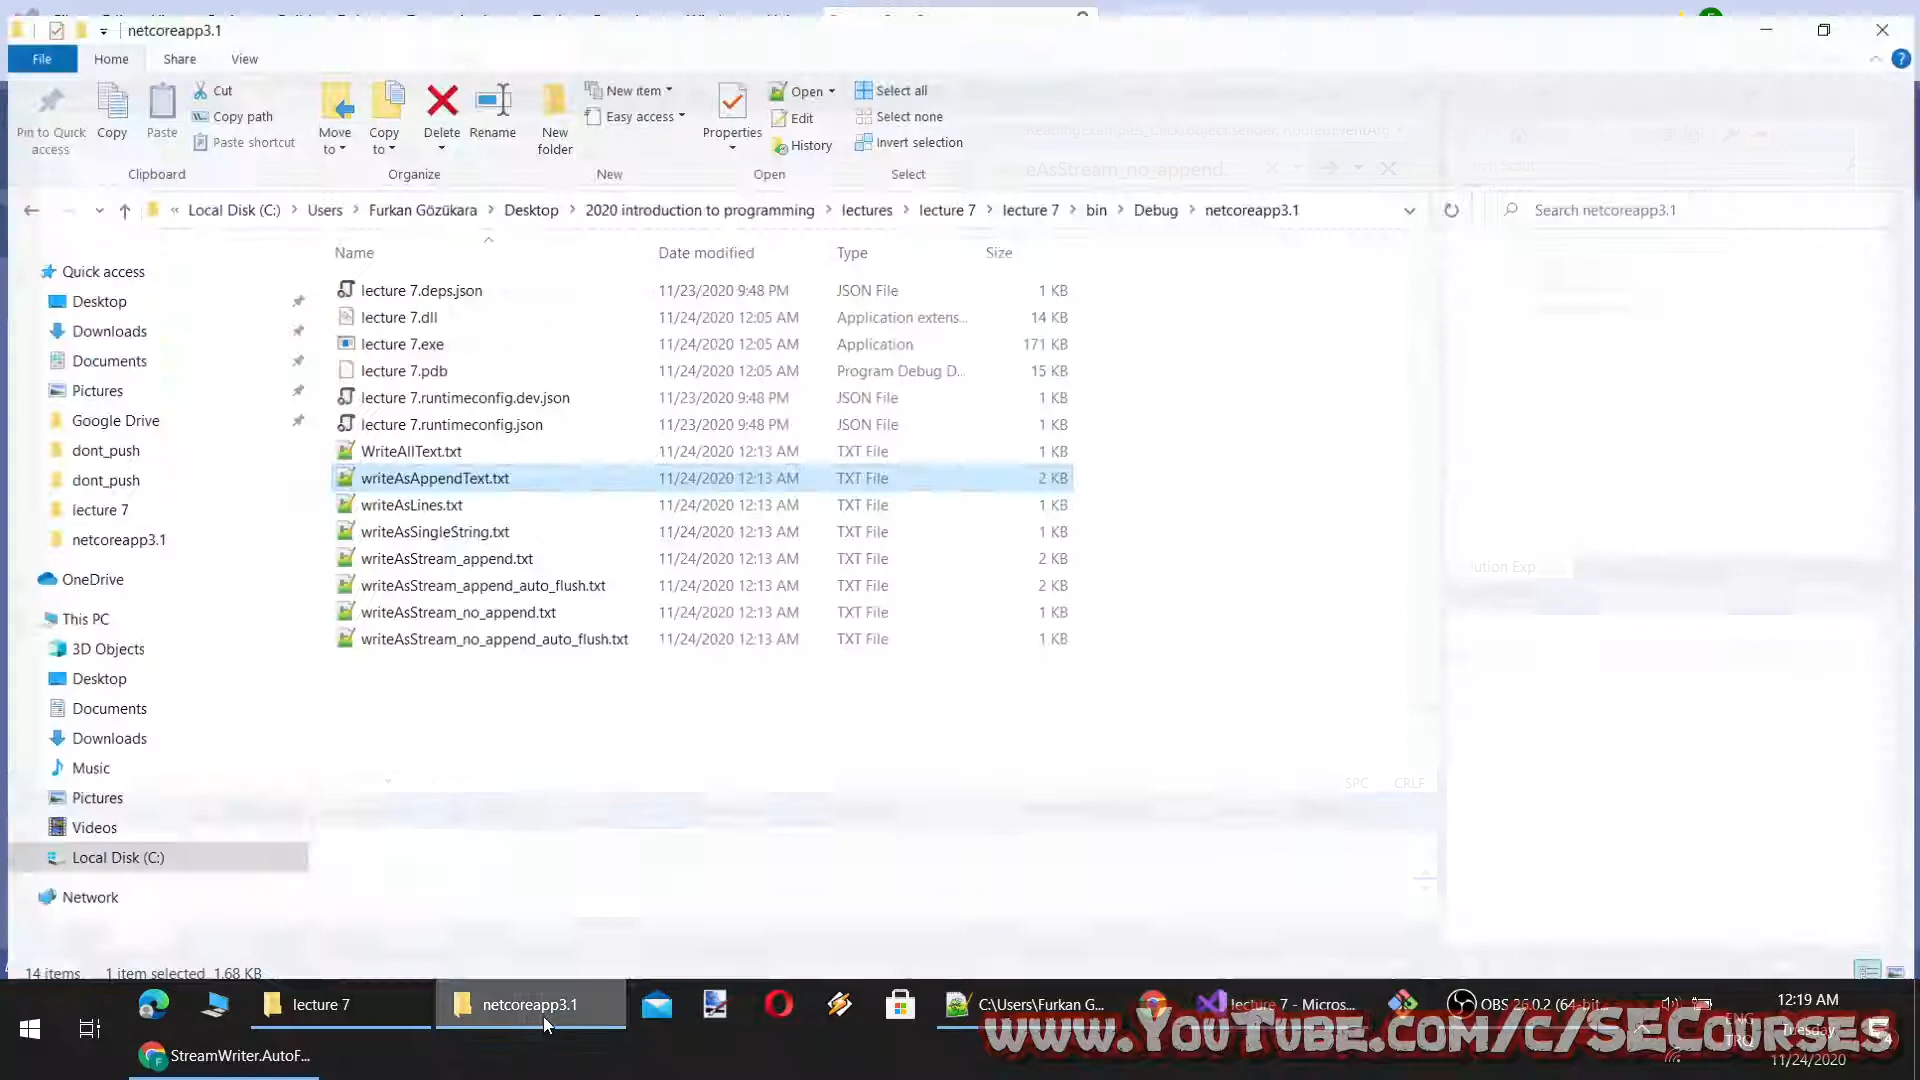 netcoreapp3.1
File Home Share View
Pin to Quick access
Copy
Paste
Cut
Copy path
Paste shortcut
Move to
Copy to
Delete
Rename
New folder
New item
Easy access
Properties
Open
Edit
History
Select all
Select none
Invert selection
Clipboard Organize New Open Select
ReadingExamples_Click(object sender, RoutedEventArg
eAsStream_no_append.
« Local Disk (C:) > Users > Furkan Gözükara > Desktop > 2020 introduction to programming > lectures > lecture 7 > lecture 7 > bin > Debug > netcoreapp3.1
Search netcoreapp3.1
Quick access
Desktop
Downloads
Documents
Pictures
Google Drive
dont_push
dont_push
lecture 7
netcoreapp3.1
OneDrive
This PC
3D Objects
Desktop
Documents
Downloads
Music
Pictures
Videos
Local Disk (C:)
Network
Name Date modified Type Size
lecture 7.deps.json 11/23/2020 9:48 PM JSON File 1 KB
lecture 7.dll 11/24/2020 12:05 AM Application extens... 14 KB
lecture 7.exe 11/24/2020 12:05 AM Application 171 KB
lecture 7.pdb 11/24/2020 12:05 AM Program Debug D... 15 KB
lecture 7.runtimeconfig.dev.json 11/23/2020 9:48 PM JSON File 1 KB
lecture 7.runtimeconfig.json 11/23/2020 9:48 PM JSON File 1 KB
WriteAllText.txt 11/24/2020 12:13 AM TXT File 1 KB
writeAsAppendText.txt 11/24/2020 12:13 AM TXT File 2 KB
writeAsLines.txt 11/24/2020 12:13 AM TXT File 1 KB
writeAsSingleString.txt 11/24/2020 12:13 AM TXT File 1 KB
writeAsStream_append.txt 11/24/2020 12:13 AM TXT File 2 KB
writeAsStream_append_auto_flush.txt 11/24/2020 12:13 AM TXT File 2 KB
writeAsStream_no_append.txt 11/24/2020 12:13 AM TXT File 1 KB
writeAsStream_no_append_auto_flush.txt 11/24/2020 12:13 AM TXT File 1 KB
lution Exp
SPC CRLF
14 items 1 item selected 1.68 KB
lecture 7
netcoreapp3.1
C:\Users\Furkan G...
lecture 7 - Micros...
OBS 26.0.2 (64-bit...
StreamWriter.AutoF...
ENG
TRQ
12:19 AM
Tuesday
11/24/2020
www.YouTube.com/c/SECourses